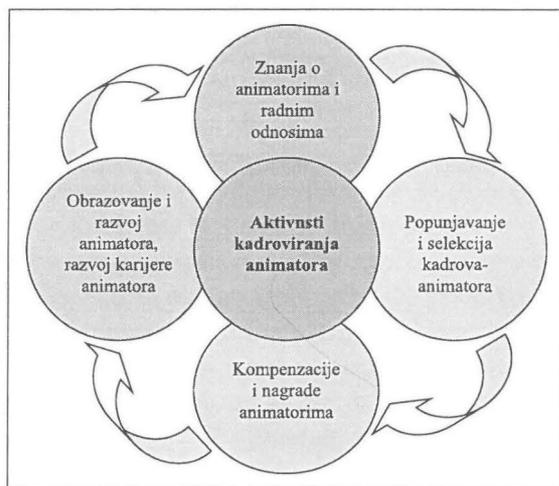 Znanja o
animatorima i
radnim
odnosima
Obrazovanje i
razvoj
animatora,
razvoj karijere
animatora
Aktivnsti
kadroviranja
animatora
Popunjavanje
i selekcija
kadrova-
animatora
Kompenzacije
i nagrade
animatorima